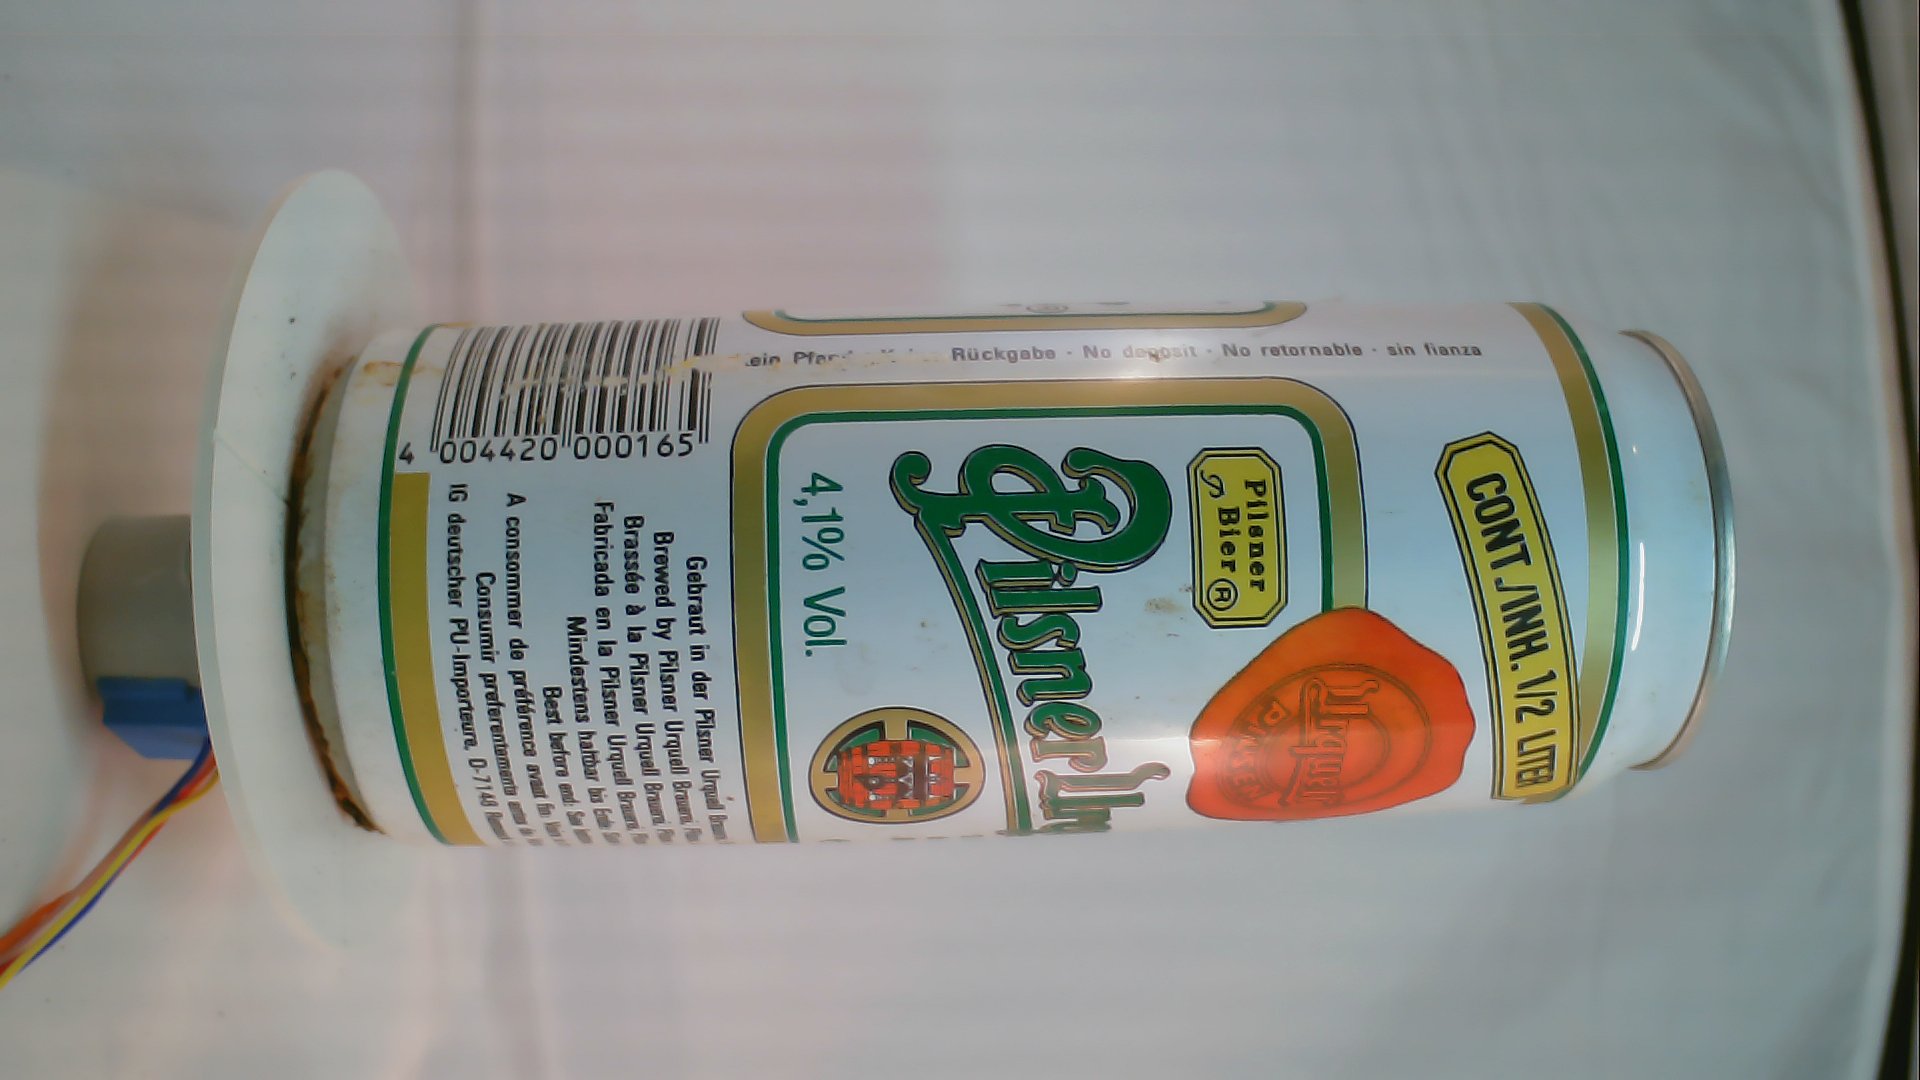 CONT./INH. 1/2 LITER
Pilsner
Bier ®
Pilsner
Urquell
4,1% Vol.
Rückgabe · No deposit · No retornable · sin fianza
Gebraut in der Pilsner Urquell
Brewed by Pilsner Urquell
Brassée à la Pilsner Urquell
Fabricada en la Pilsner Urquell
Mindestens haltbar bis Ende
Best before end:
A consommer de préférence avant fin
Consumir preferentemente antes
IG deutscher PU-Importeure, D-7148
4 004420 000165